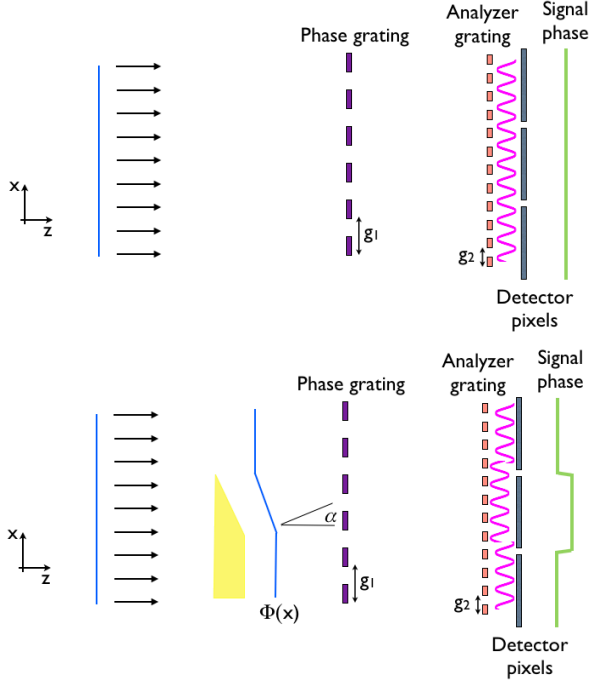 Analyzer
grating
Signal
phase
Phase grating
x
z
g1
g2
Detector
pixels
Analyzer
grating
Signal
phase
Phase grating
x
z
α
g1
g2
Φ(x)
Detector
pixels